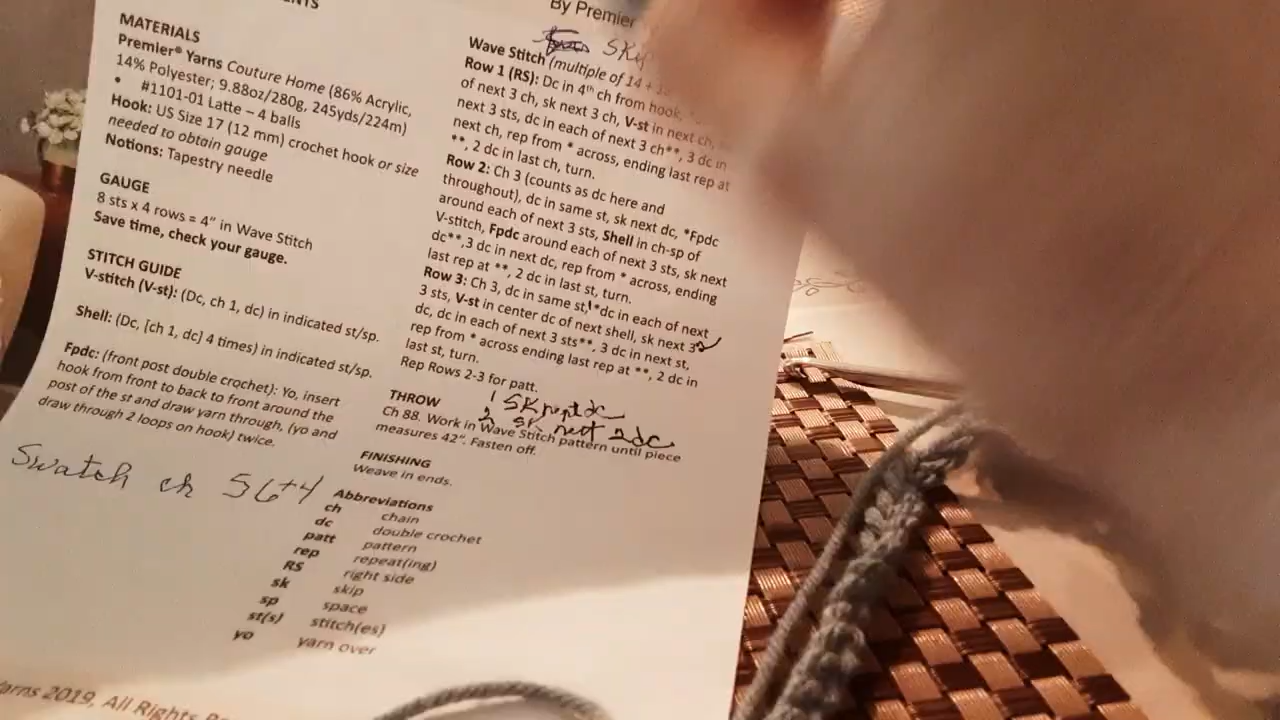 MATERIALS
Premier® Yarns Couture Home (86% Acrylic,
14% Polyester; 9.88oz/280g, 245yds/224m)
• #1101-01 Latte – 4 balls
Hook: US Size 17 (12 mm) crochet hook or size
needed to obtain gauge
Notions: Tapestry needle
GAUGE
8 sts x 4 rows = 4" in Wave Stitch
Save time, check your gauge.
STITCH GUIDE
V-stitch (V-st): (Dc, ch 1, dc) in indicated st/sp.
Shell: (Dc, [ch 1, dc] 4 times) in indicated st/sp.
Fpdc: (front post double crochet): Yo, insert
hook from front to back to front around the
post of the st and draw yarn through, (yo and
draw through 2 loops on hook) twice.
Swatch ch 56+4
By Premier
Wave Stitch (multiple of 14 +
Row 1 (RS): Dc in 4th ch from hook,
of next 3 ch, sk next 3 ch, V-st in next ch,
next 3 sts, dc in each of next 3 ch**, 3 dc in
next ch, rep from * across, ending last rep at
**, 2 dc in last ch, turn.
Row 2: Ch 3 (counts as dc here and
throughout), dc in same st, sk next dc, *Fpdc
around each of next 3 sts, Shell in ch-sp of
V-stitch, Fpdc around each of next 3 sts, sk next
dc**,3 dc in next dc, rep from * across, ending
last rep at **, 2 dc in last st, turn.
Row 3: Ch 3, dc in same st, *dc in each of next
3 sts, V-st in center dc of next shell, sk next 3
dc, dc in each of next 3 sts**, 3 dc in next st,
rep from * across ending last rep at **, 2 dc in
last st, turn.
Rep Rows 2-3 for patt.
1 SK next dc
2 sk next 2dc
THROW
Ch 88. Work in Wave Stitch pattern until piece
measures 42". Fasten off.
FINISHING
Weave in ends.
Abbreviations
ch chain
dc double crochet
patt pattern
rep repeat(ing)
RS right side
sk skip
sp space
st(s) stitch(es)
yo yarn over
arns 2019, All Rights